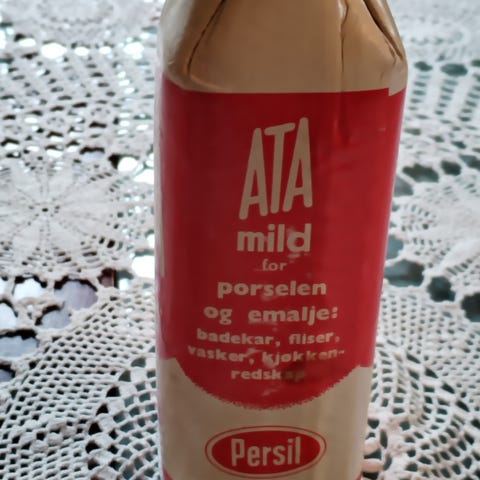 ATA
mild
for
porselen
og emalje:
badekar, fliser,
vasker, kjøkken-
redskap
Persil